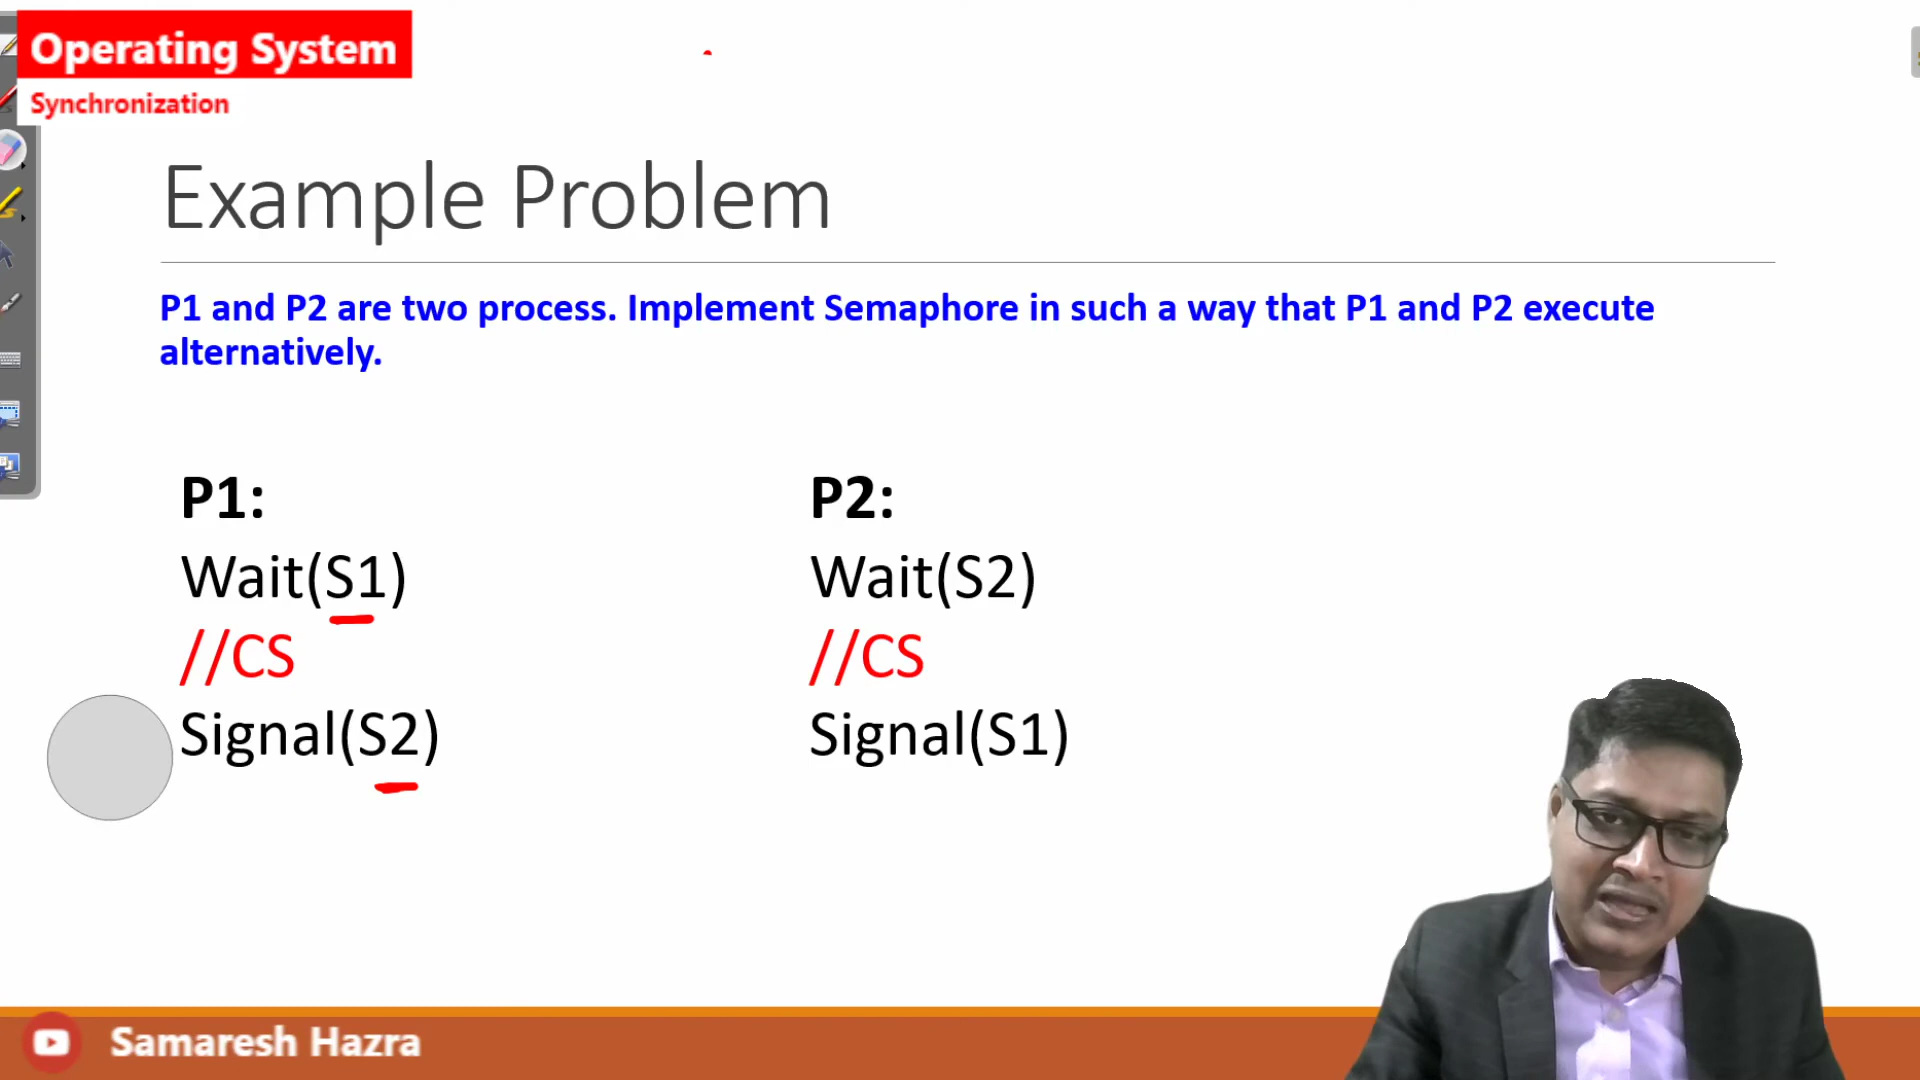 Operating System
Synchronization
Example Problem
P1 and P2 are two process. Implement Semaphore in such a way that P1 and P2 execute
alternatively.
P1:
Wait(S1)
//CS
Signal(S2)
P2:
Wait(S2)
//CS
Signal(S1)
Samaresh Hazra